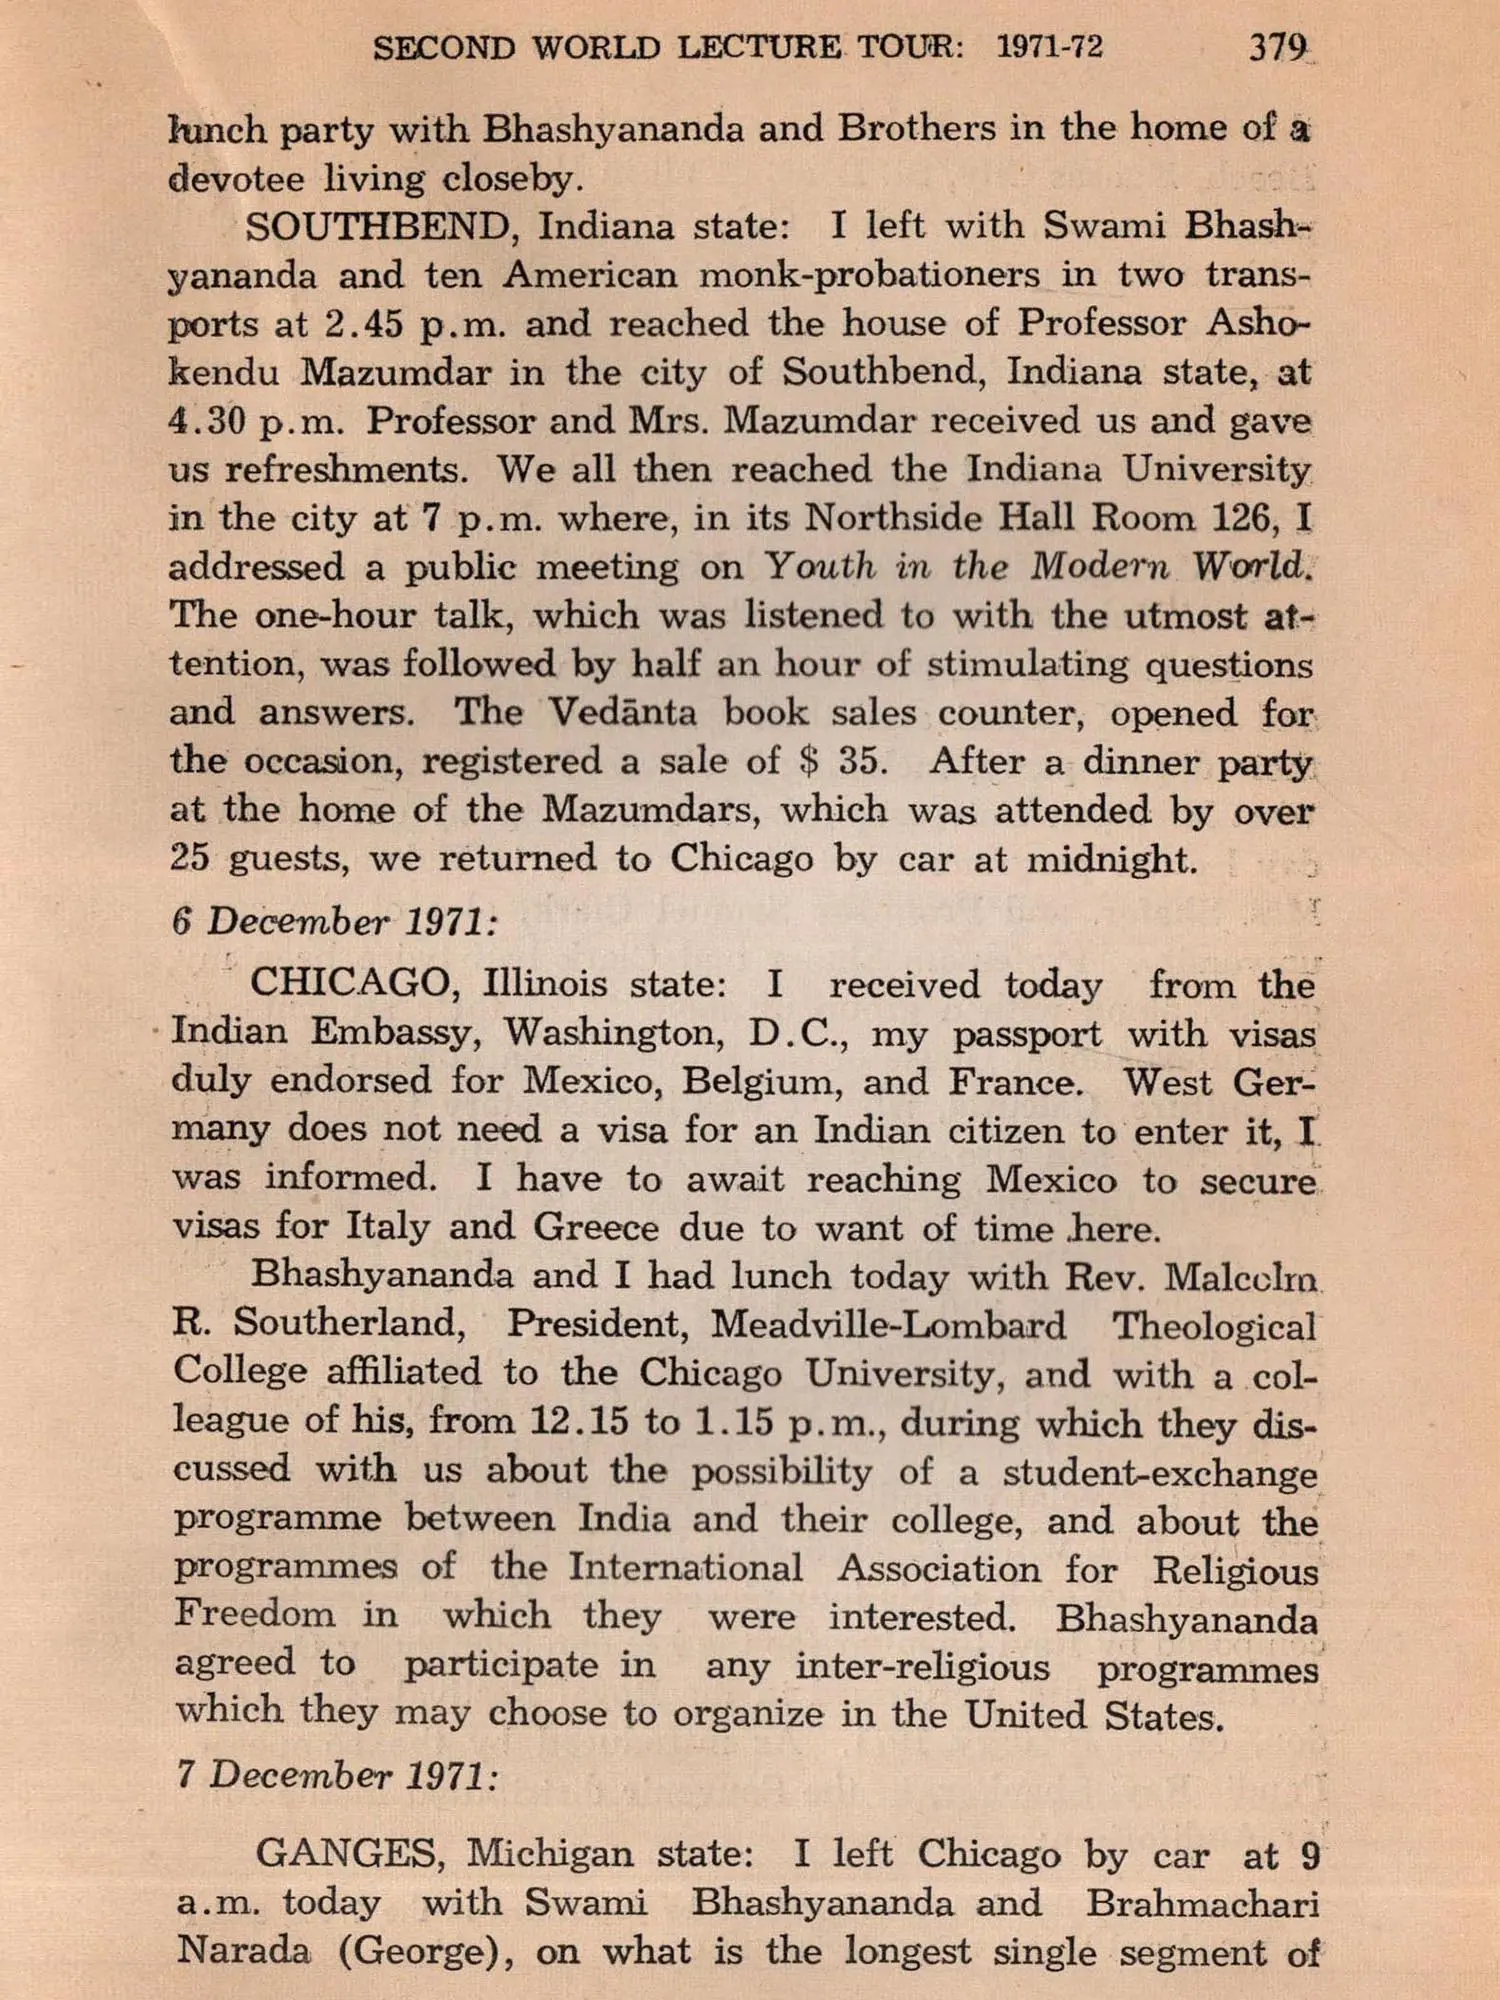 SECOND WORLD LECTURE TOUR: 1971-72 379
lunch party with Bhashyananda and Brothers in the home of a
devotee living closeby.
SOUTHBEND, Indiana state: I left with Swami Bhash-
yananda and ten American monk-probationers in two trans-
ports at 2.45 p.m. and reached the house of Professor Asho-
kendu Mazumdar in the city of Southbend, Indiana state, at
4.30 p.m. Professor and Mrs. Mazumdar received us and gave
us refreshments. We all then reached the Indiana University
in the city at 7 p.m. where, in its Northside Hall Room 126, I
addressed a public meeting on Youth in the Modern World.
The one-hour talk, which was listened to with the utmost at-
tention, was followed by half an hour of stimulating questions
and answers. The Vedānta book sales counter, opened for
the occasion, registered a sale of $ 35. After a dinner party
at the home of the Mazumdars, which was attended by over
25 guests, we returned to Chicago by car at midnight.
6 December 1971:
CHICAGO, Illinois state: I received today from the
Indian Embassy, Washington, D.C., my passport with visas
duly endorsed for Mexico, Belgium, and France. West Ger-
many does not need a visa for an Indian citizen to enter it, I
was informed. I have to await reaching Mexico to secure
visas for Italy and Greece due to want of time here.
Bhashyananda and I had lunch today with Rev. Malcolm
R. Southerland, President, Meadville-Lombard Theological
College affiliated to the Chicago University, and with a col-
league of his, from 12.15 to 1.15 p.m., during which they dis-
cussed with us about the possibility of a student-exchange
programme between India and their college, and about the
programmes of the International Association for Religious
Freedom in which they were interested. Bhashyananda
agreed to participate in any inter-religious programmes
which they may choose to organize in the United States.
7 December 1971:
GANGES, Michigan state: I left Chicago by car at 9
a.m. today with Swami Bhashyananda and Brahmachari
Narada (George), on what is the longest single segment of